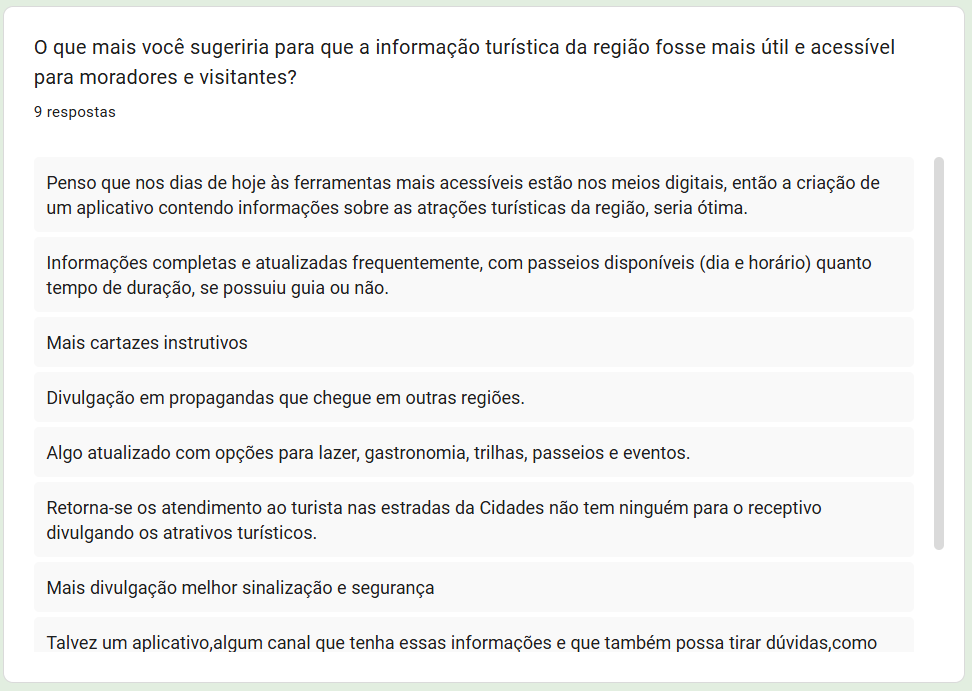 O que mais você sugeriria para que a informação turística da região fosse mais útil e acessível
para moradores e visitantes?
9 respostas
Penso que nos dias de hoje às ferramentas mais acessíveis estão nos meios digitais, então a criação de
um aplicativo contendo informações sobre as atrações turísticas da região, seria ótima.
Informações completas e atualizadas frequentemente, com passeios disponíveis (dia e horário) quanto
tempo de duração, se possuiu guia ou não.
Mais cartazes instrutivos
Divulgação em propagandas que chegue em outras regiões.
Algo atualizado com opções para lazer, gastronomia, trilhas, passeios e eventos.
Retorna-se os atendimento ao turista nas estradas da Cidades não tem ninguém para o receptivo
divulgando os atrativos turísticos.
Mais divulgação melhor sinalização e segurança
Talvez um aplicativo,algum canal que tenha essas informações e que também possa tirar dúvidas,como